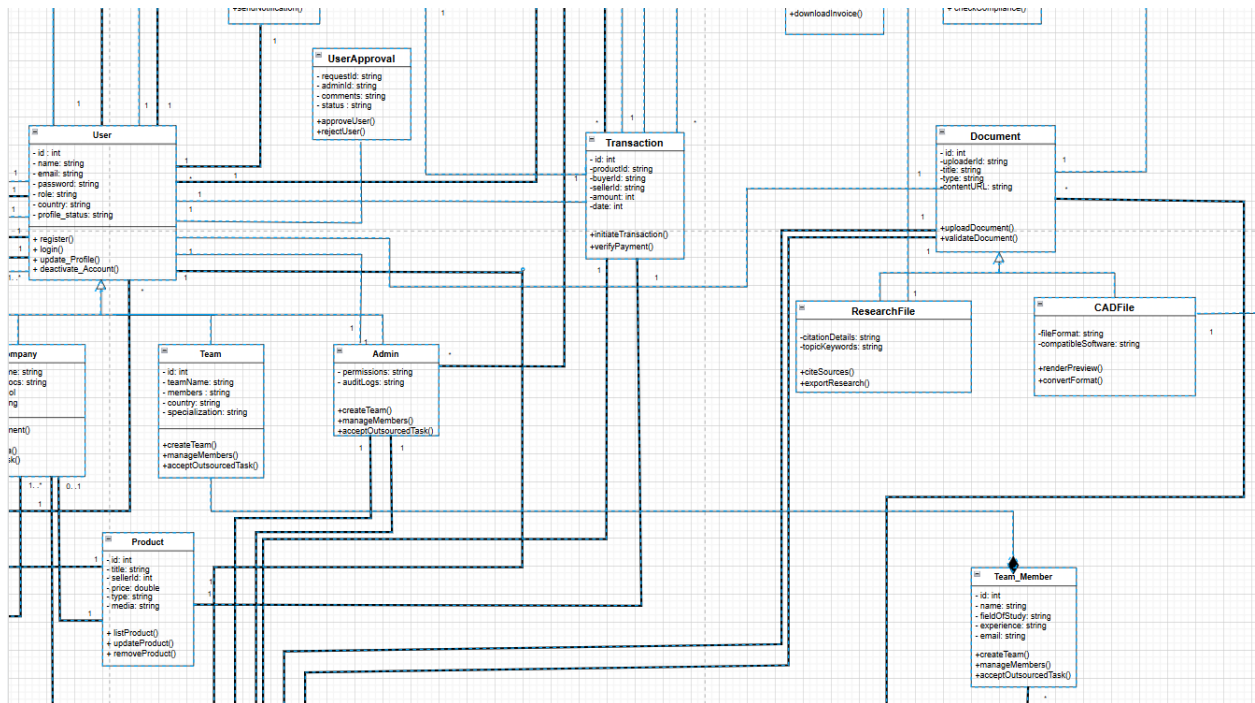 +sendNotification()
1
1
+downloadInvoice()
+ checkCompliance()
UserApproval
- requestId: string
- adminId: string
- comments: string
- status : string
+approveUser()
+rejectUser()
1
1
1
User
- id : int
- name: string
- email: string
- password: string
- role: string
- country: string
- profile_status: string
+ register()
+ login()
+ update_Profile()
+ deactivate_Account()
1
1
1
1
1
1
1..*
1
*
1
1
1
*
*
1
*
1
Transaction
- id: int
-productId: string
-buyerId: string
-sellerId: string
-amount: int
-date: int
+initiateTransaction()
+verifyPayment()
1
1
Document
-id: int
-uploaderId: string
-title: string
-type: string
-contentURL: string
+uploadDocument()
+validateDocument()
1
1
*
1
1
1
ResearchFile
-citationDetails: string
-topicKeywords: string
+citeSources()
+exportResearch()
CADFile
-fileFormat: string
-compatibleSoftware: string
+renderPreview()
+convertFormat()
1
mpany
me: string
ocs: string
ol
ng
ment()
a()
sk()
1..*
0..1
1
Team
- id: int
- teamName: string
- members : string
- country: string
- specialization: string
+createTeam()
+manageMembers()
+acceptOutsourcedTask()
1
1
*
Admin
- permissions: string
- auditLogs: string
+createTeam()
+manageMembers()
+acceptOutsourcedTask()
1
1
Product
- id: int
- title: string
- sellerId: int
- price: double
- type: string
- media: string
+ listProduct()
+ updateProduct()
+ removeProduct()
1
1
1
1
Team_Member
- id: int
- name: string
- fieldOfStudy: string
- experience: string
- email: string
+createTeam()
+manageMembers()
+acceptOutsourcedTask()
*